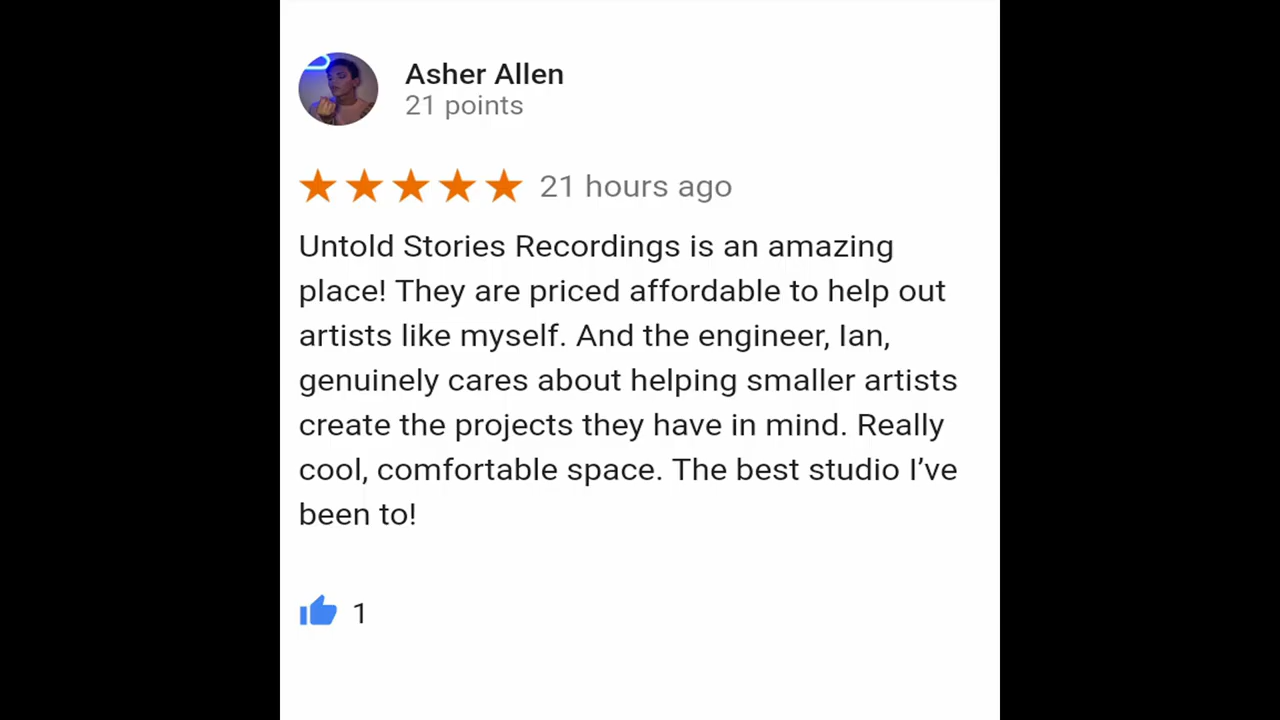 Asher Allen
21 points
21 hours ago
Untold Stories Recordings is an amazing
place! They are priced affordable to help out
artists like myself. And the engineer, Ian,
genuinely cares about helping smaller artists
create the projects they have in mind. Really
cool, comfortable space. The best studio I’ve
been to!
1